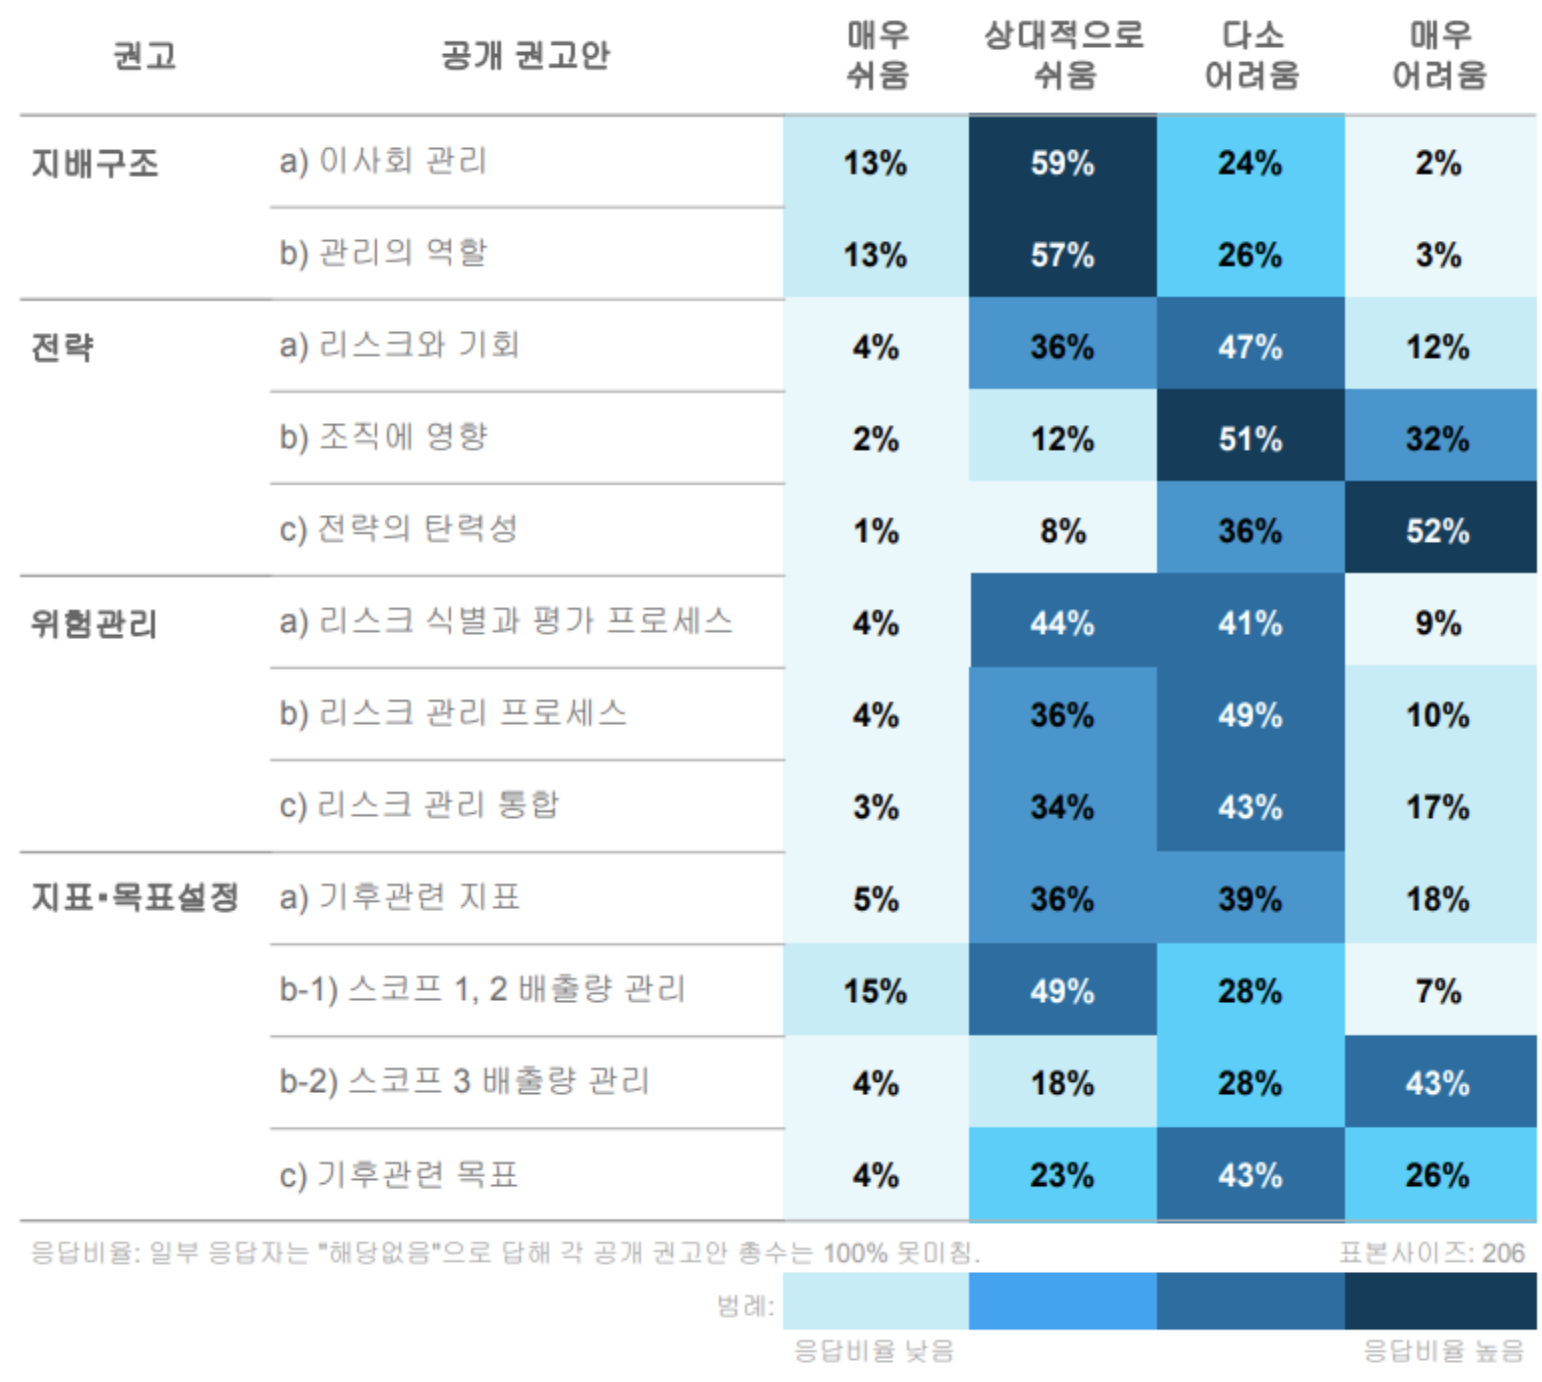 권고 공개 권고안 매우 쉬움 상대적으로 쉬움 다소 어려움 매우 어려움
지배구조 a) 이사회 관리 13% 59% 24% 2%
b) 관리의 역할 13% 57% 26% 3%
전략 a) 리스크와 기회 4% 36% 47% 12%
b) 조직에 영향 2% 12% 51% 32%
c) 전략의 탄력성 1% 8% 36% 52%
위험관리 a) 리스크 식별과 평가 프로세스 4% 44% 41% 9%
b) 리스크 관리 프로세스 4% 36% 49% 10%
c) 리스크 관리 통합 3% 34% 43% 17%
지표·목표설정 a) 기후관련 지표 5% 36% 39% 18%
b-1) 스코프 1, 2 배출량 관리 15% 49% 28% 7%
b-2) 스코프 3 배출량 관리 4% 18% 28% 43%
c) 기후관련 목표 4% 23% 43% 26%
응답비율: 일부 응답자는 "해당없음"으로 답해 각 공개 권고안 총수는 100% 못미침. 표본사이즈: 206
범례:
응답비율 낮음 응답비율 높음